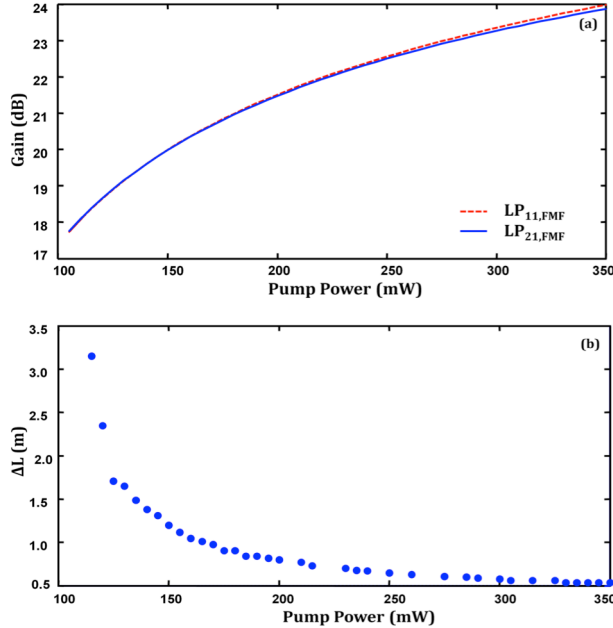 24
(a)
23
22
21
20
19
18
17
Gain (dB)
LP11,FMF
LP21,FMF
100 150 200 250 300 350
Pump Power (mW)
3.5
(b)
3.0
2.5
2.0
1.5
1.0
0.5
ΔL (m)
100 150 200 250 300 350
Pump Power (mW)